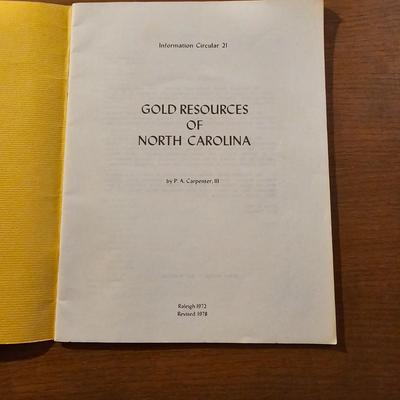 Information Circular 21
GOLD RESOURCES
OF
NORTH CAROLINA
by P. A. Carpenter, III
Raleigh 1972
Revised 1978